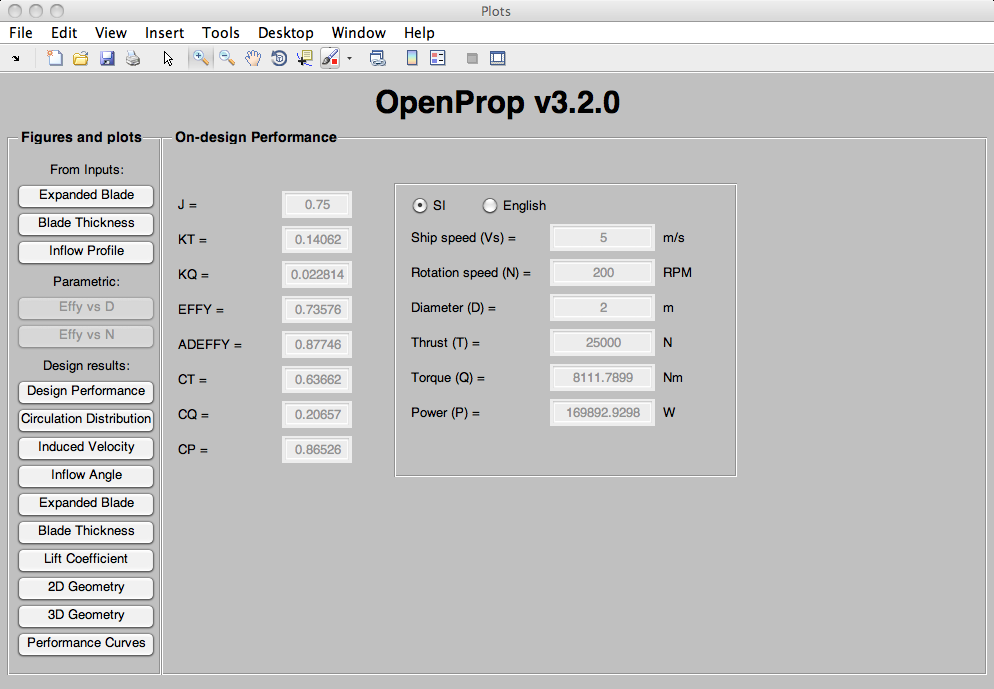 Plots
File Edit View Insert Tools Desktop Window Help
OpenProp v3.2.0
Figures and plots
From Inputs:
Expanded Blade
Blade Thickness
Inflow Profile
Parametric:
Effy vs D
Effy vs N
Design results:
Design Performance
Circulation Distribution
Induced Velocity
Inflow Angle
Expanded Blade
Blade Thickness
Lift Coefficient
2D Geometry
3D Geometry
Performance Curves
On-design Performance
J = 0.75
KT = 0.14062
KQ = 0.022814
EFFY = 0.73576
ADEFFY = 0.87746
CT = 0.63662
CQ = 0.20657
CP = 0.86526
SI English
Ship speed (Vs) = 5 m/s
Rotation speed (N) = 200 RPM
Diameter (D) = 2 m
Thrust (T) = 25000 N
Torque (Q) = 8111.7899 Nm
Power (P) = 169892.9298 W